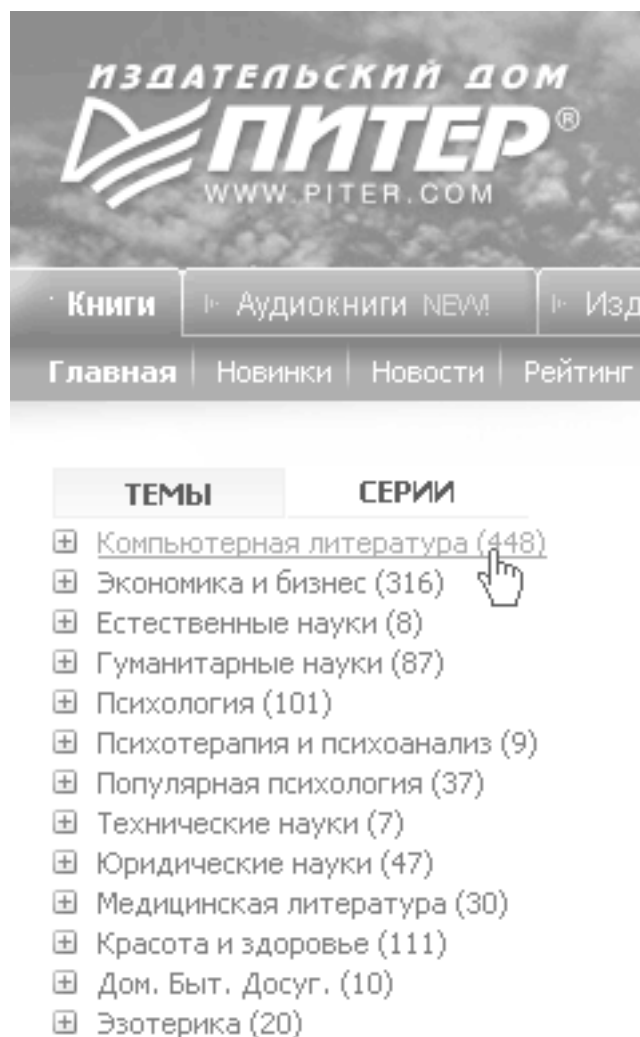 ИЗДАТЕЛЬСКИЙ ДОМ
ПИТЕР®
WWW.PITER.COM
Книги Аудиокниги NEW! Изд
Главная Новинки Новости Рейтинг
ТЕМЫ СЕРИИ
Компьютерная литература (448)
Экономика и бизнес (316)
Естественные науки (8)
Гуманитарные науки (87)
Психология (101)
Психотерапия и психоанализ (9)
Популярная психология (37)
Технические науки (7)
Юридические науки (47)
Медицинская литература (30)
Красота и здоровье (111)
Дом. Быт. Досуг. (10)
Эзотерика (20)